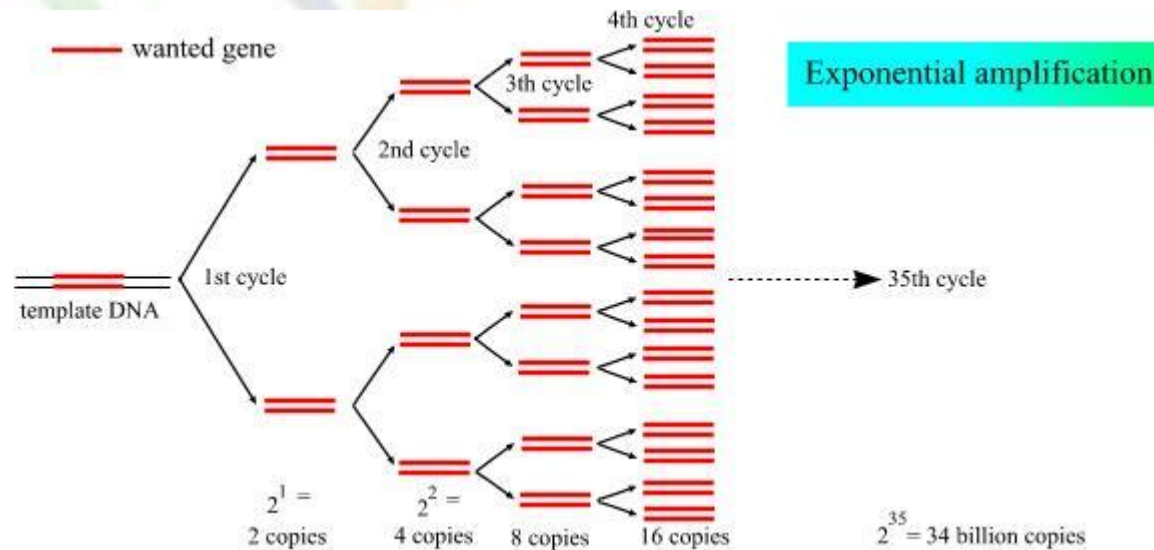 4th cycle
wanted gene
Exponential amplification
3th cycle
2nd cycle
1st cycle
35th cycle
template DNA
2^1 =
2 copies
2^2 =
4 copies
8 copies
16 copies
2^35 = 34 billion copies